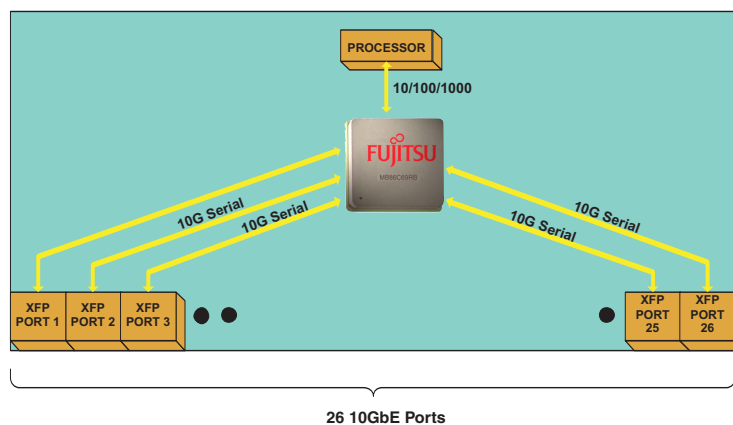 PROCESSOR
10/100/1000
FUJITSU
MB86C69RB
10G Serial
10G Serial
10G Serial
10G Serial
XFP
PORT 1
XFP
PORT 2
XFP
PORT 3
XFP
PORT
25
XFP
PORT
26
26 10GbE Ports